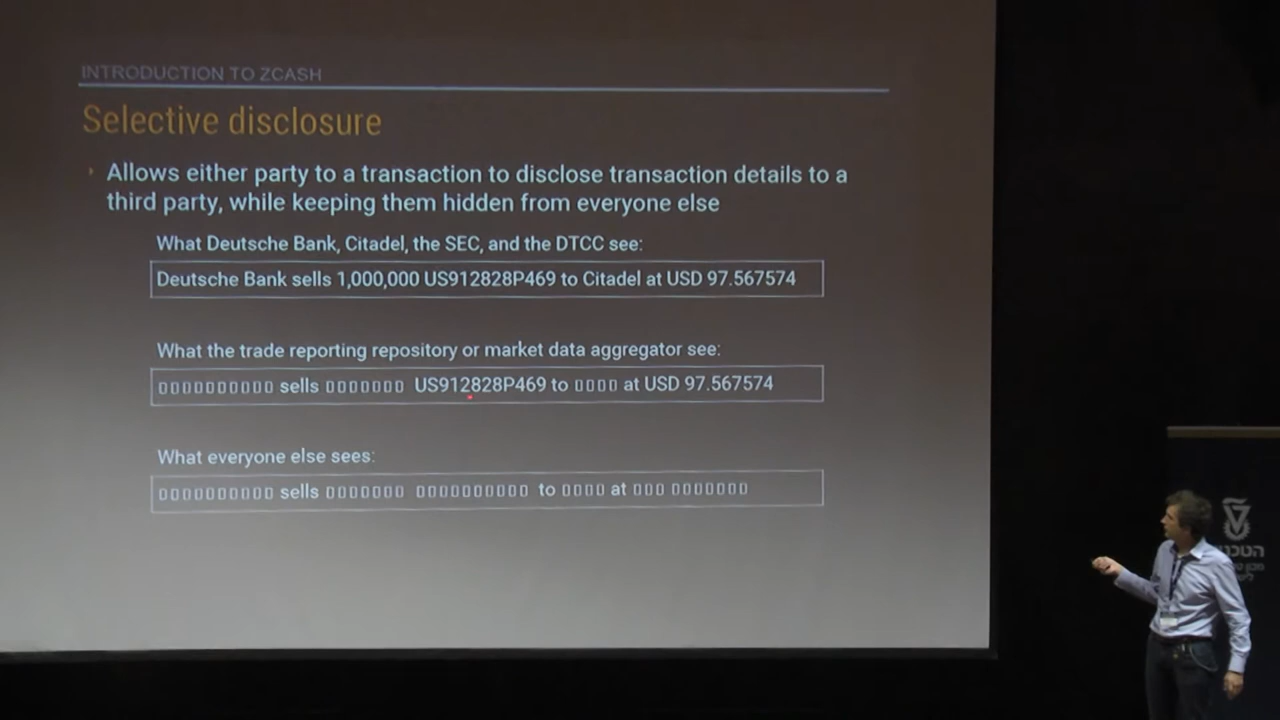 INTRODUCTION TO ZCASH
Selective disclosure
Allows either party to a transaction to disclose transaction details to a
third party, while keeping them hidden from everyone else
What Deutsche Bank, Citadel, the SEC, and the DTCC see:
Deutsche Bank sells 1,000,000 US912828P469 to Citadel at USD 97.567574
What the trade reporting repository or market data aggregator see:
▯▯▯▯▯▯▯▯▯▯ sells ▯▯▯▯▯▯▯ US912828P469 to ▯▯▯▯ at USD 97.567574
What everyone else sees:
▯▯▯▯▯▯▯▯▯▯ sells ▯▯▯▯▯▯▯ ▯▯▯▯▯▯▯▯▯▯ to ▯▯▯▯ at ▯▯▯ ▯▯▯▯▯▯▯
מכון